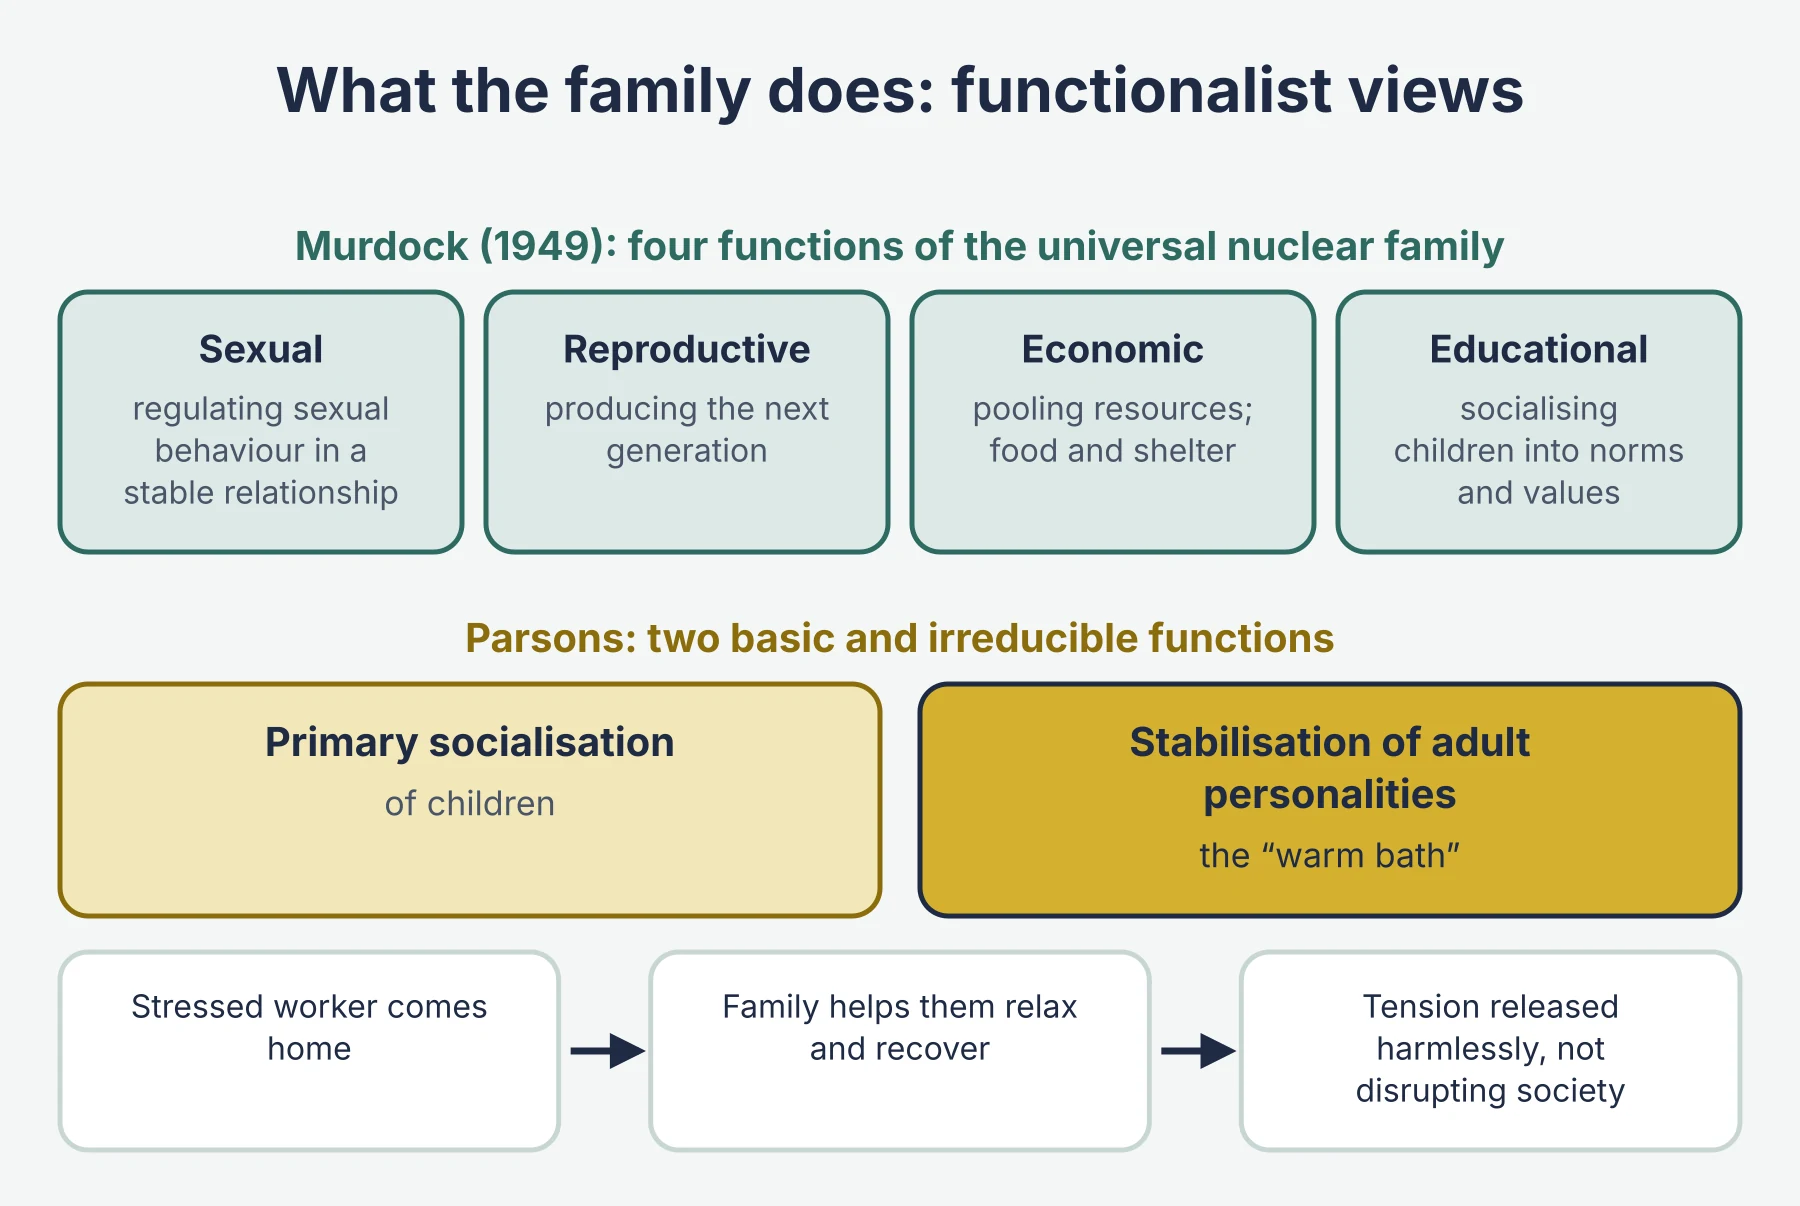 What the family does: functionalist views
Murdock (1949): four functions of the universal nuclear family
Sexual
regulating sexual
behaviour in a
stable relationship
Reproductive
producing the next
generation
Economic
pooling resources;
food and shelter
Educational
socialising
children into norms
and values
Parsons: two basic and irreducible functions
Primary socialisation
of children
Stabilisation of adult
personalities
the “warm bath”
Stressed worker comes
home
Family helps them relax
and recover
Tension released
harmlessly, not
disrupting society